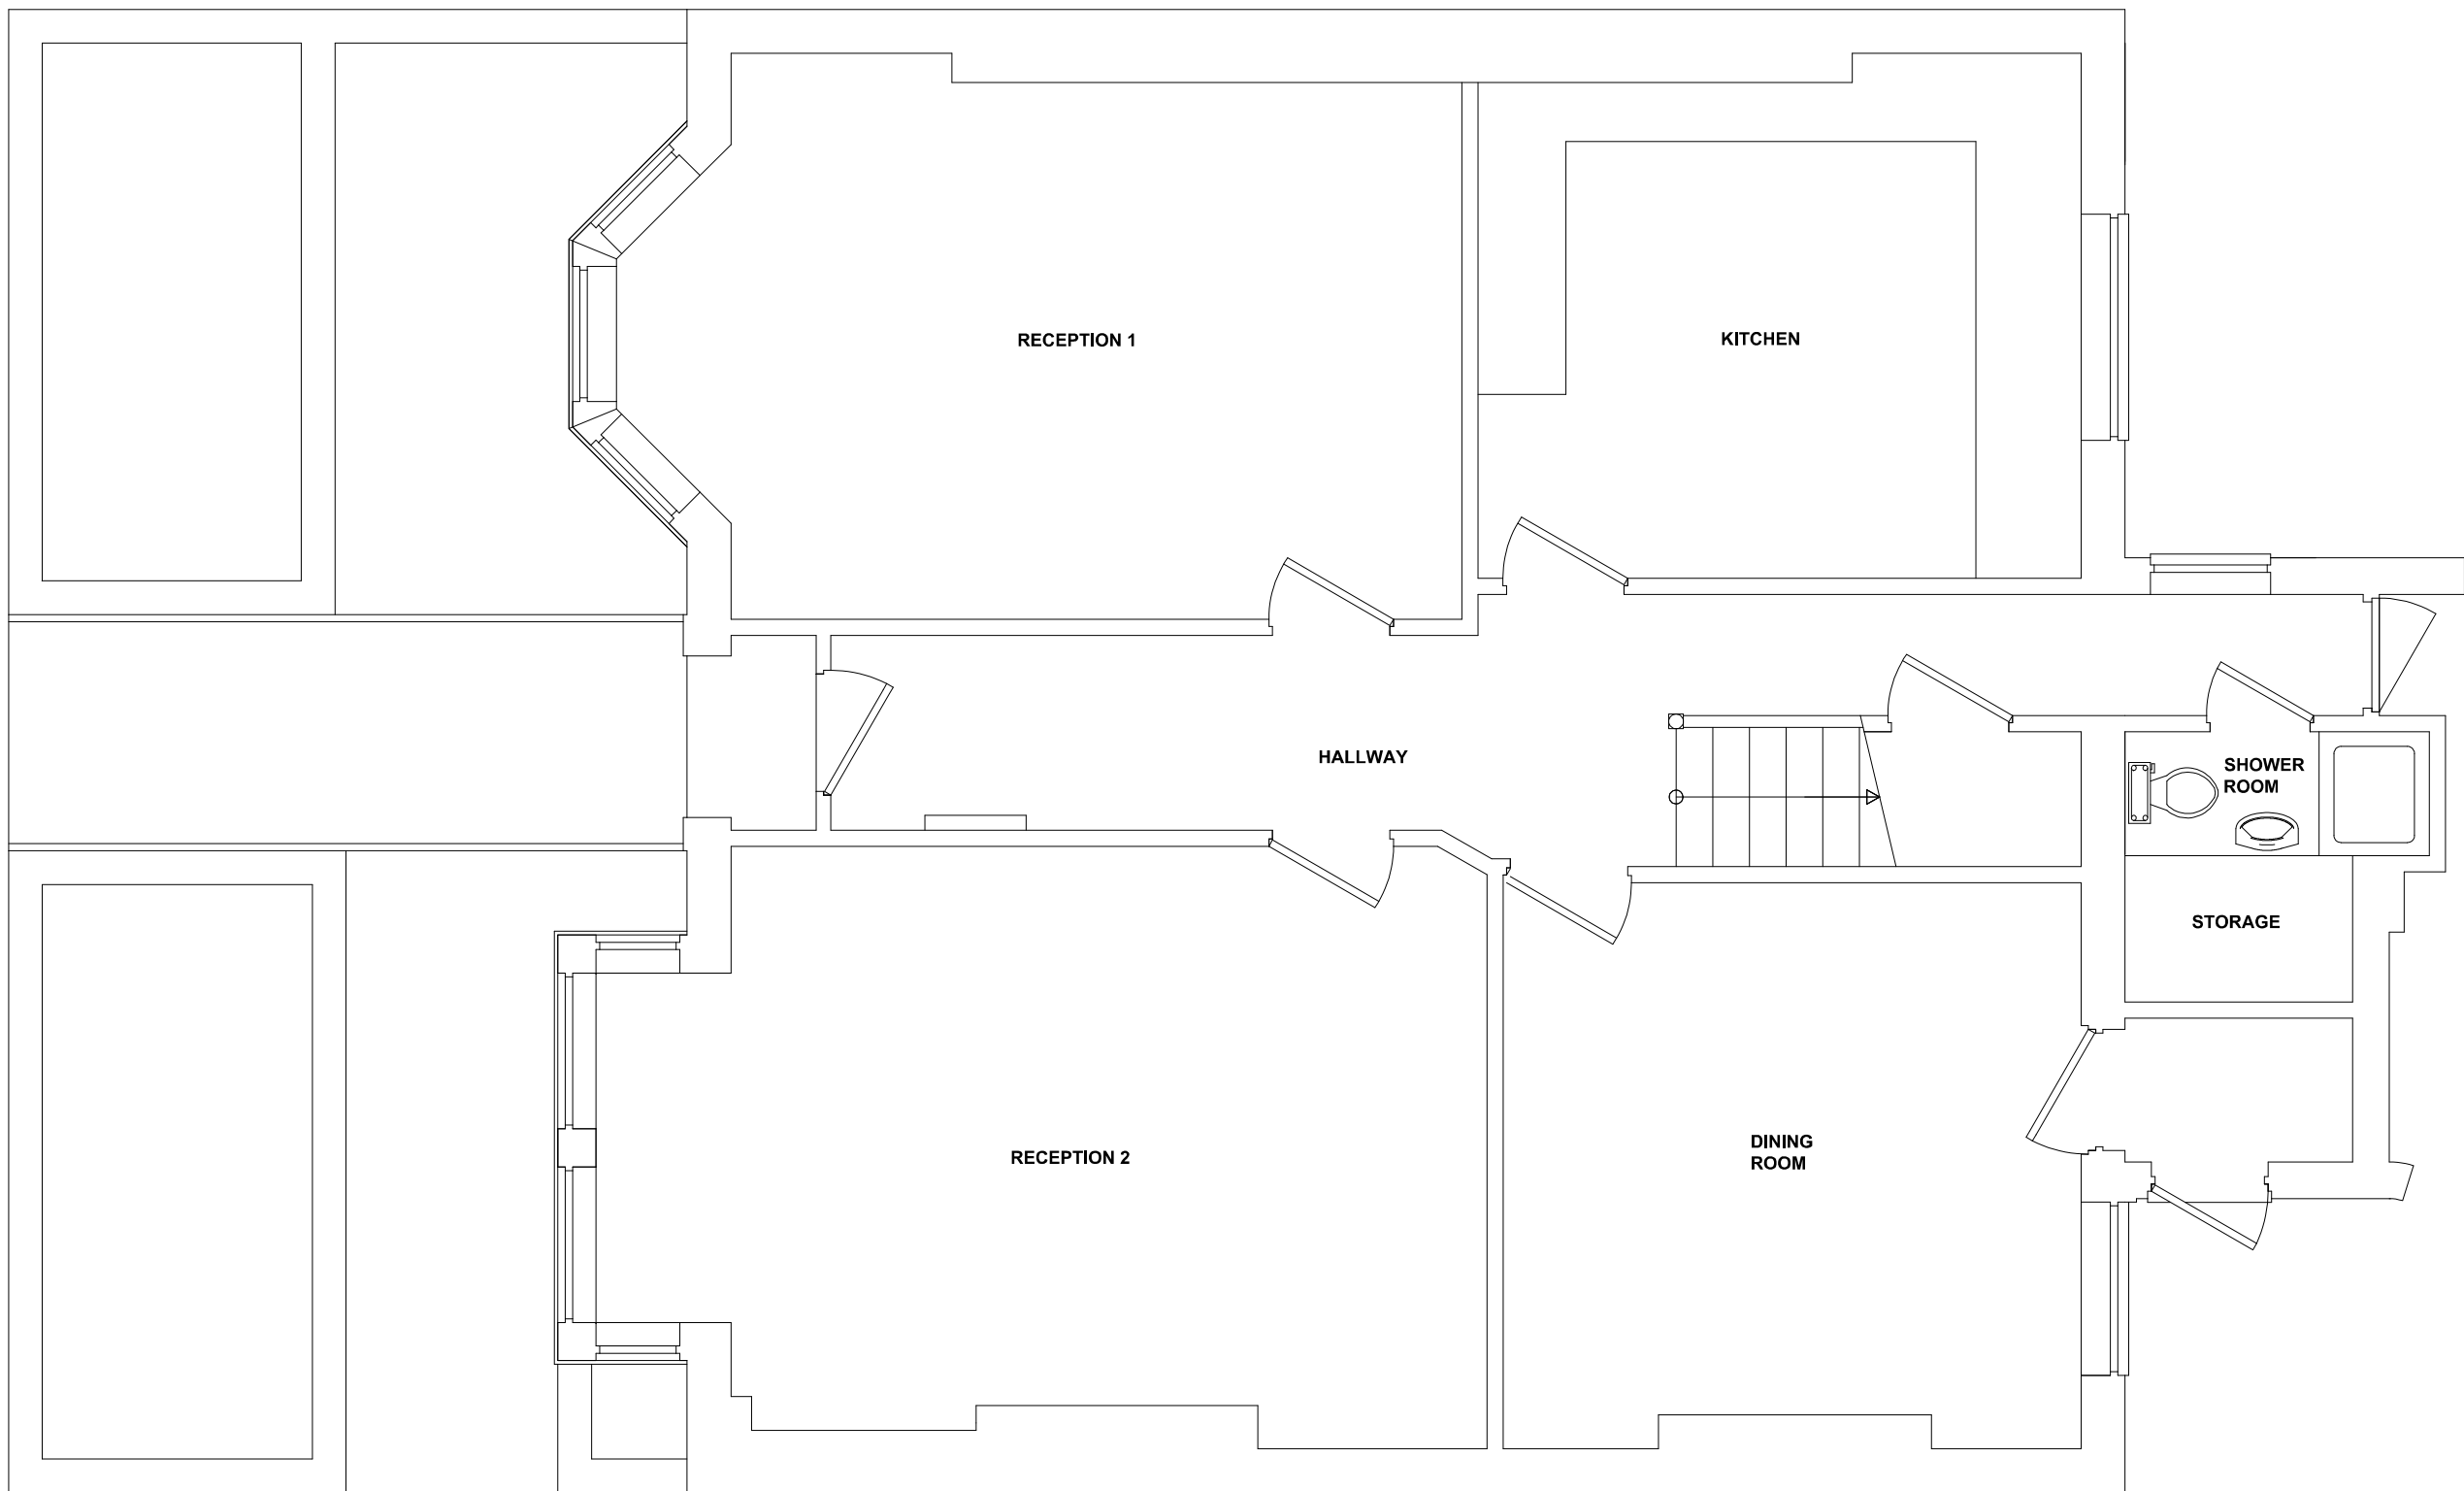 RECEPTION 1
KITCHEN
HALLWAY
SHOWER
ROOM
STORAGE
RECEPTION 2
DINING
ROOM